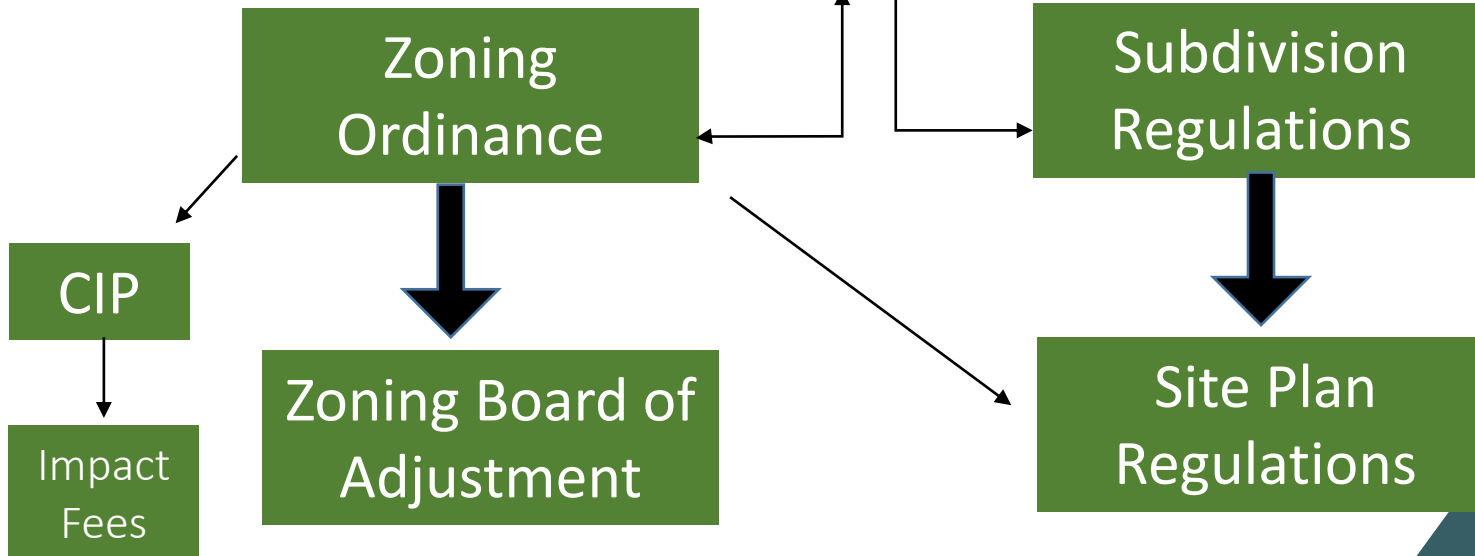 Zoning
Ordinance
Subdivision
Regulations
CIP
Zoning Board of
Adjustment
Site Plan
Regulations
Impact
Fees